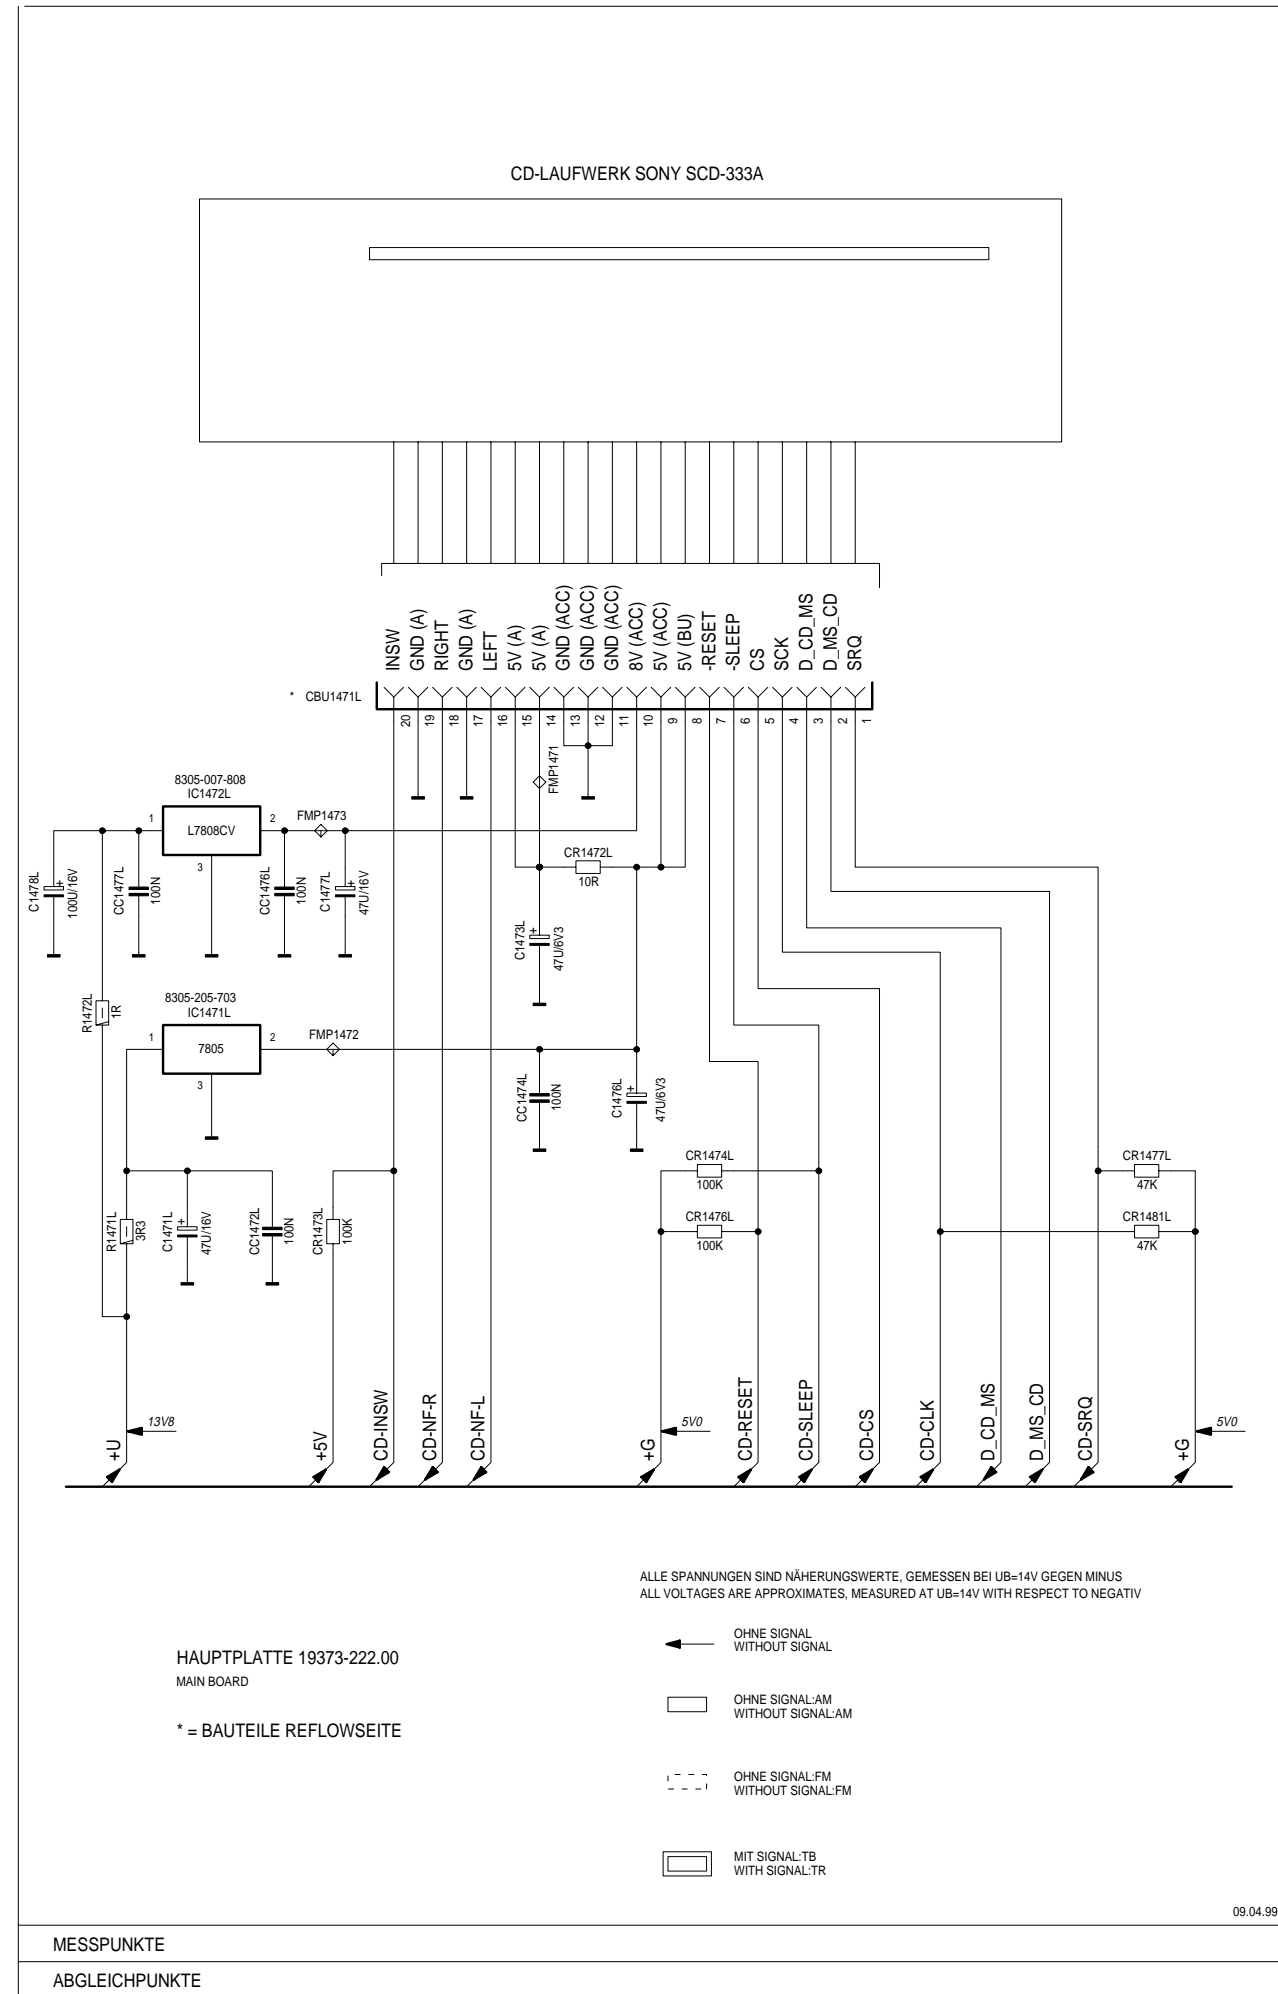 CD-LAUFWERK SONY SCD-333A
INSW
GND (A)
RIGHT
GND (A)
LEFT
5V (A)
5V (A)
GND (ACC)
GND (ACC)
GND (ACC)
8V (ACC)
5V (ACC)
5V (BU)
-RESET
-SLEEP
CS
SCK
D_CD_MS
D_MS_CD
SRQ
* CBU1471L
20
19
18
17
16
15
14
13
12
11
10
9
8
7
6
5
4
3
2
1
FMP1471
8305-007-808
IC1472L
1
L7808CV
2
3
FMP1473
C1478L
100U/16V
CC1477L
100N
CC1476L
100N
C1477L
47U/16V
CR1472L
10R
C1473L
47U/6V3
R1472L
1R
8305-205-703
IC1471L
1
7805
2
3
FMP1472
CC1474L
100N
C1476L
47U/6V3
R1471L
3R3
C1471L
47U/16V
CC1472L
100N
CR1473L
100K
CR1474L
100K
CR1476L
100K
CR1477L
47K
CR1481L
47K
+U
13V8
+5V
CD-INSW
CD-NF-R
CD-NF-L
+G
5V0
CD-RESET
CD-SLEEP
CD-CS
CD-CLK
D_CD_MS
D_MS_CD
CD-SRQ
+G
5V0
ALLE SPANNUNGEN SIND NÄHERUNGSWERTE, GEMESSEN BEI UB=14V GEGEN MINUS
ALL VOLTAGES ARE APPROXIMATES, MEASURED AT UB=14V WITH RESPECT TO NEGATIV
OHNE SIGNAL
WITHOUT SIGNAL
HAUPTPLATTE 19373-222.00
MAIN BOARD
OHNE SIGNAL:AM
WITHOUT SIGNAL:AM
* = BAUTEILE REFLOWSEITE
OHNE SIGNAL:FM
WITHOUT SIGNAL:FM
MIT SIGNAL:TB
WITH SIGNAL:TR
09.04.99
MESSPUNKTE
ABGLEICHPUNKTE